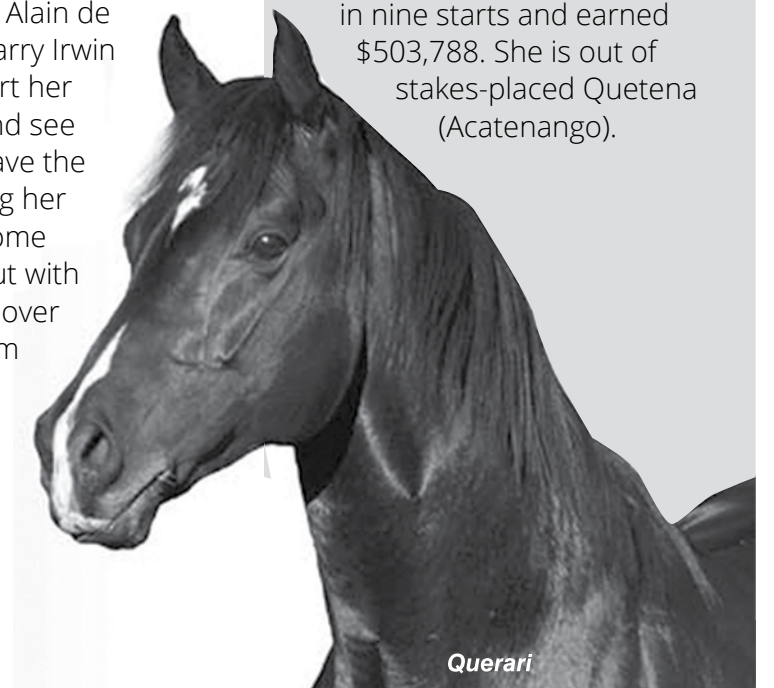 Alain de
arry Irwin
rt her
nd see
ave the
g her
ome
ut with
over
m
in nine starts and earned
$503,788. She is out of
stakes-placed Quetena
(Acatenango).
Querari